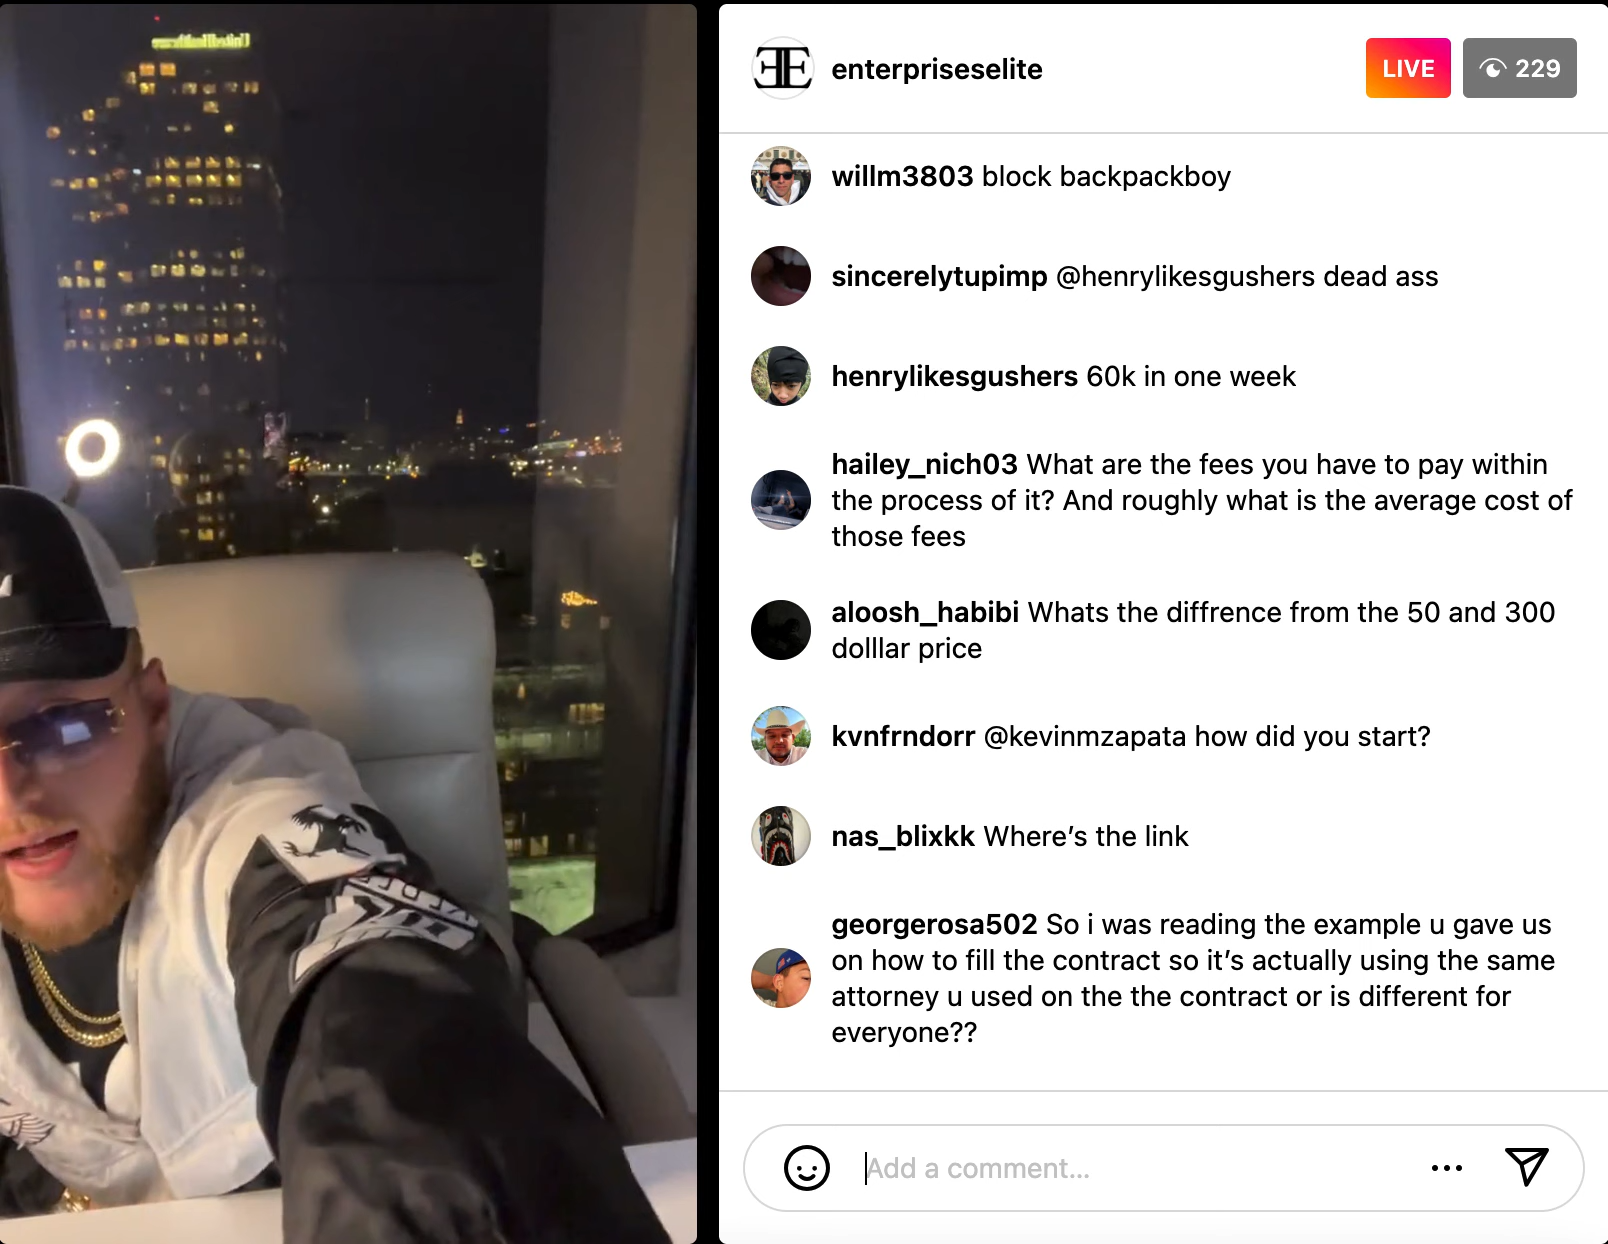 UnitedHealthcare
enterpriseselite
LIVE
229
willm3803 block backpackboy
sincerelytupimp @henrylikesgushers dead ass
henrylikesgushers 60k in one week
hailey_nich03 What are the fees you have to pay within
the process of it? And roughly what is the average cost of
those fees
aloosh_habibi Whats the diffrence from the 50 and 300
dolllar price
kvnfrndorr @kevinmzapata how did you start?
nas_blixkk Where’s the link
georgerosa502 So i was reading the example u gave us
on how to fill the contract so it’s actually using the same
attorney u used on the the contract or is different for
everyone??
Add a comment...